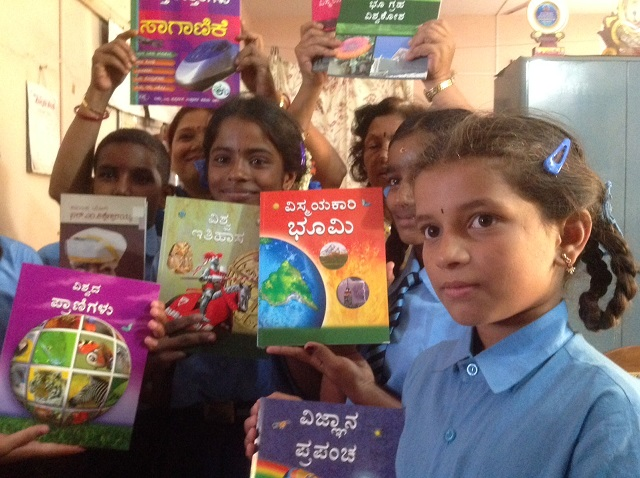 ಸಾಗಾಣಿಕೆ
ಭೂ ಗ್ರಹ
ವಿಶ್ವಕೋಶ
ವಿಶ್ವ
ಇತಿಹಾಸ
ವಿಸ್ಮಯಕಾರಿ
ಭೂಮಿ
ವಿಶ್ವದ
ಪ್ರಾಣಿಗಳು
ವಿಜ್ಞಾನ
ಪ್ರಪಂಚ